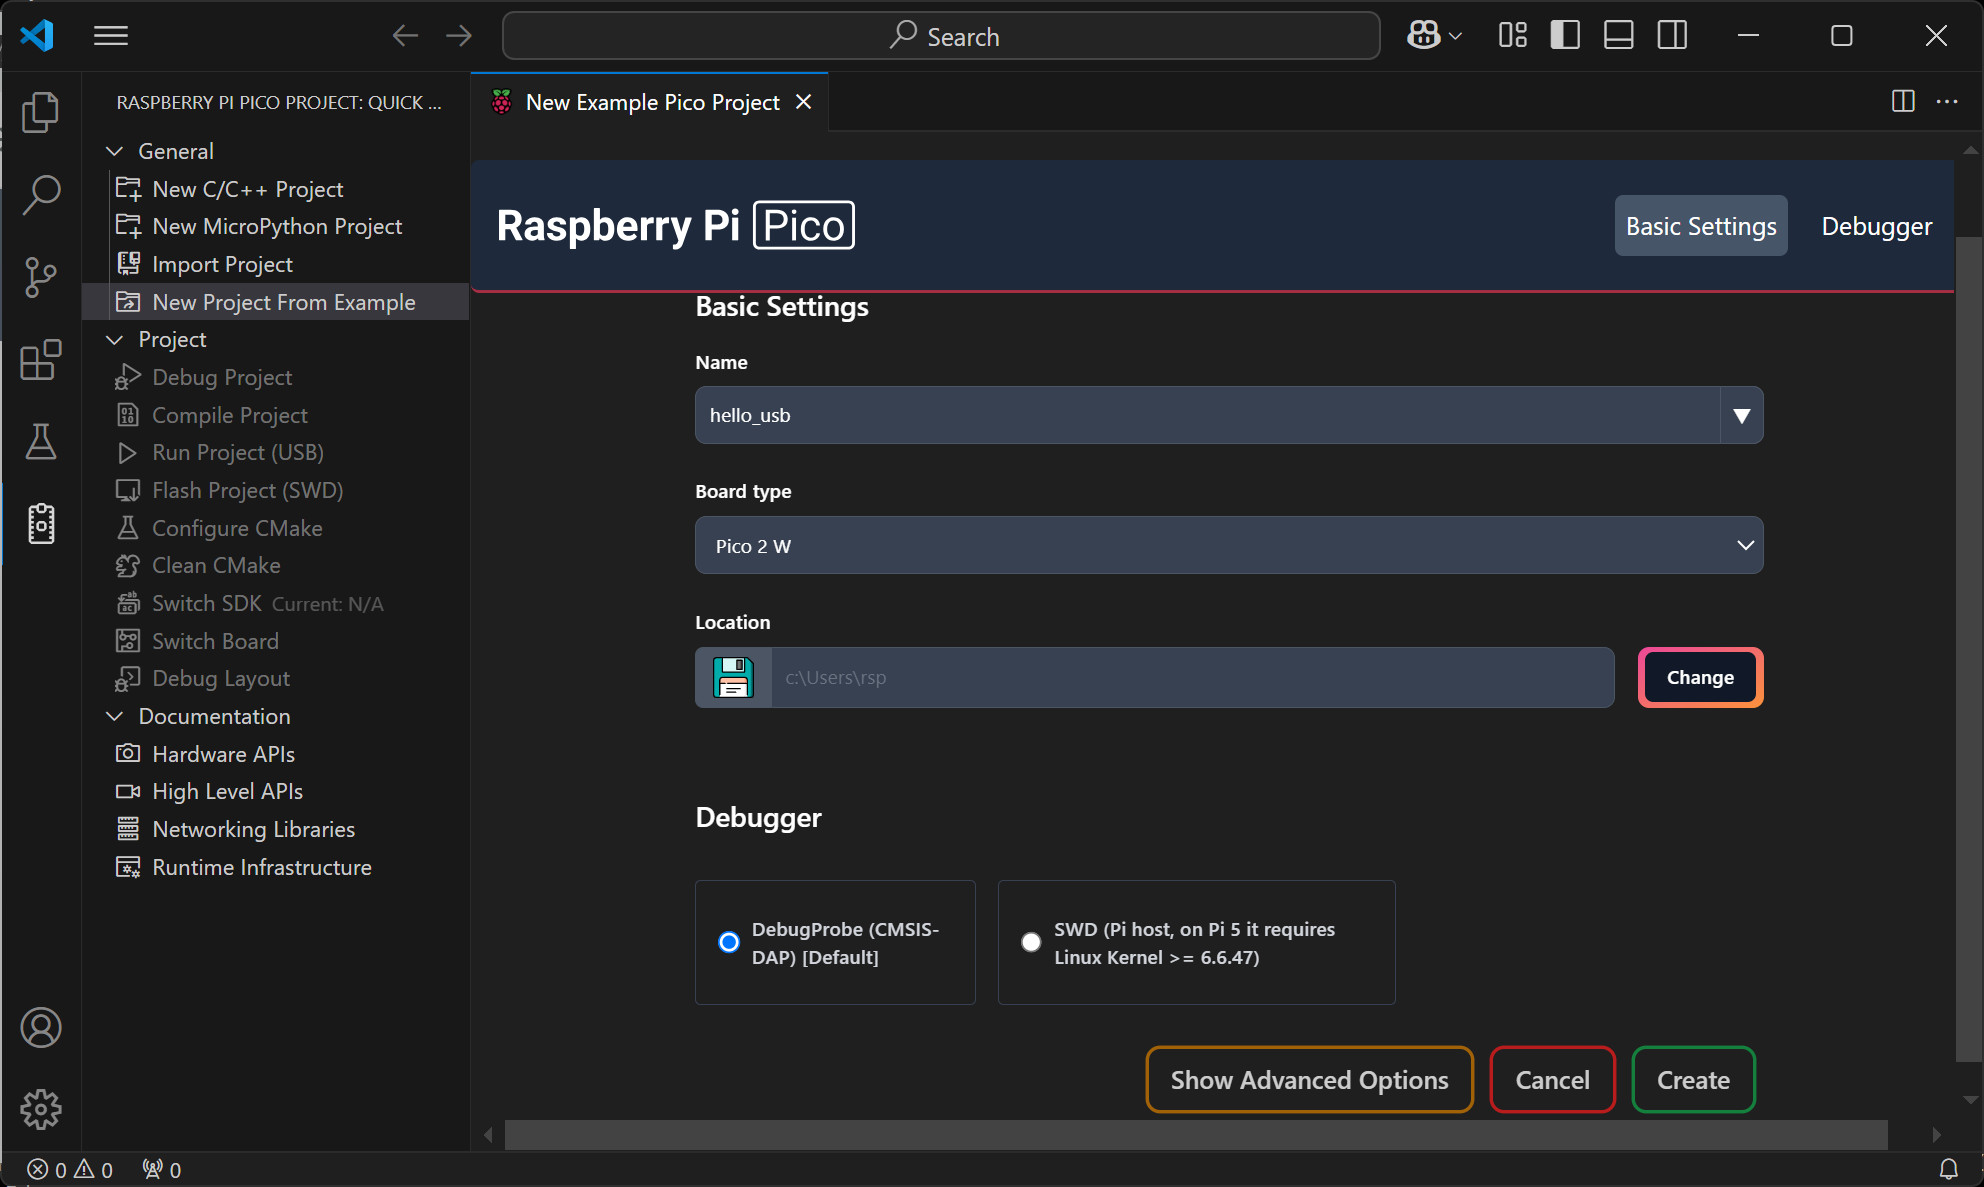 Search
RASPBERRY PI PICO PROJECT: QUICK ...
General
New C/C++ Project
New MicroPython Project
Import Project
New Project From Example
Project
Debug Project
Compile Project
Run Project (USB)
Flash Project (SWD)
Configure CMake
Clean CMake
Switch SDK Current: N/A
Switch Board
Debug Layout
Documentation
Hardware APIs
High Level APIs
Networking Libraries
Runtime Infrastructure
New Example Pico Project
Raspberry Pi Pico
Basic Settings
Debugger
Basic Settings
Name
hello_usb
Board type
Pico 2 W
Location
c:\Users\rsp
Change
Debugger
DebugProbe (CMSIS-
DAP) [Default]
SWD (Pi host, on Pi 5 it requires
Linux Kernel >= 6.6.47)
Show Advanced Options
Cancel
Create
0 0 0